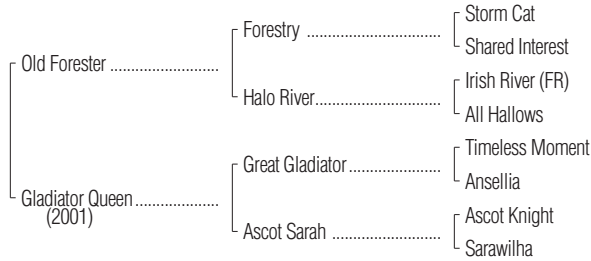 Storm Cat
Forestry ..............................
Shared Interest
Old Forester ........................
Irish River (FR)
Halo River............................
All Hallows
Timeless Moment
Great Gladiator ....................
Ansellia
Gladiator Queen ..................
(2001)
Ascot Knight
Ascot Sarah ........................
Sarawilha